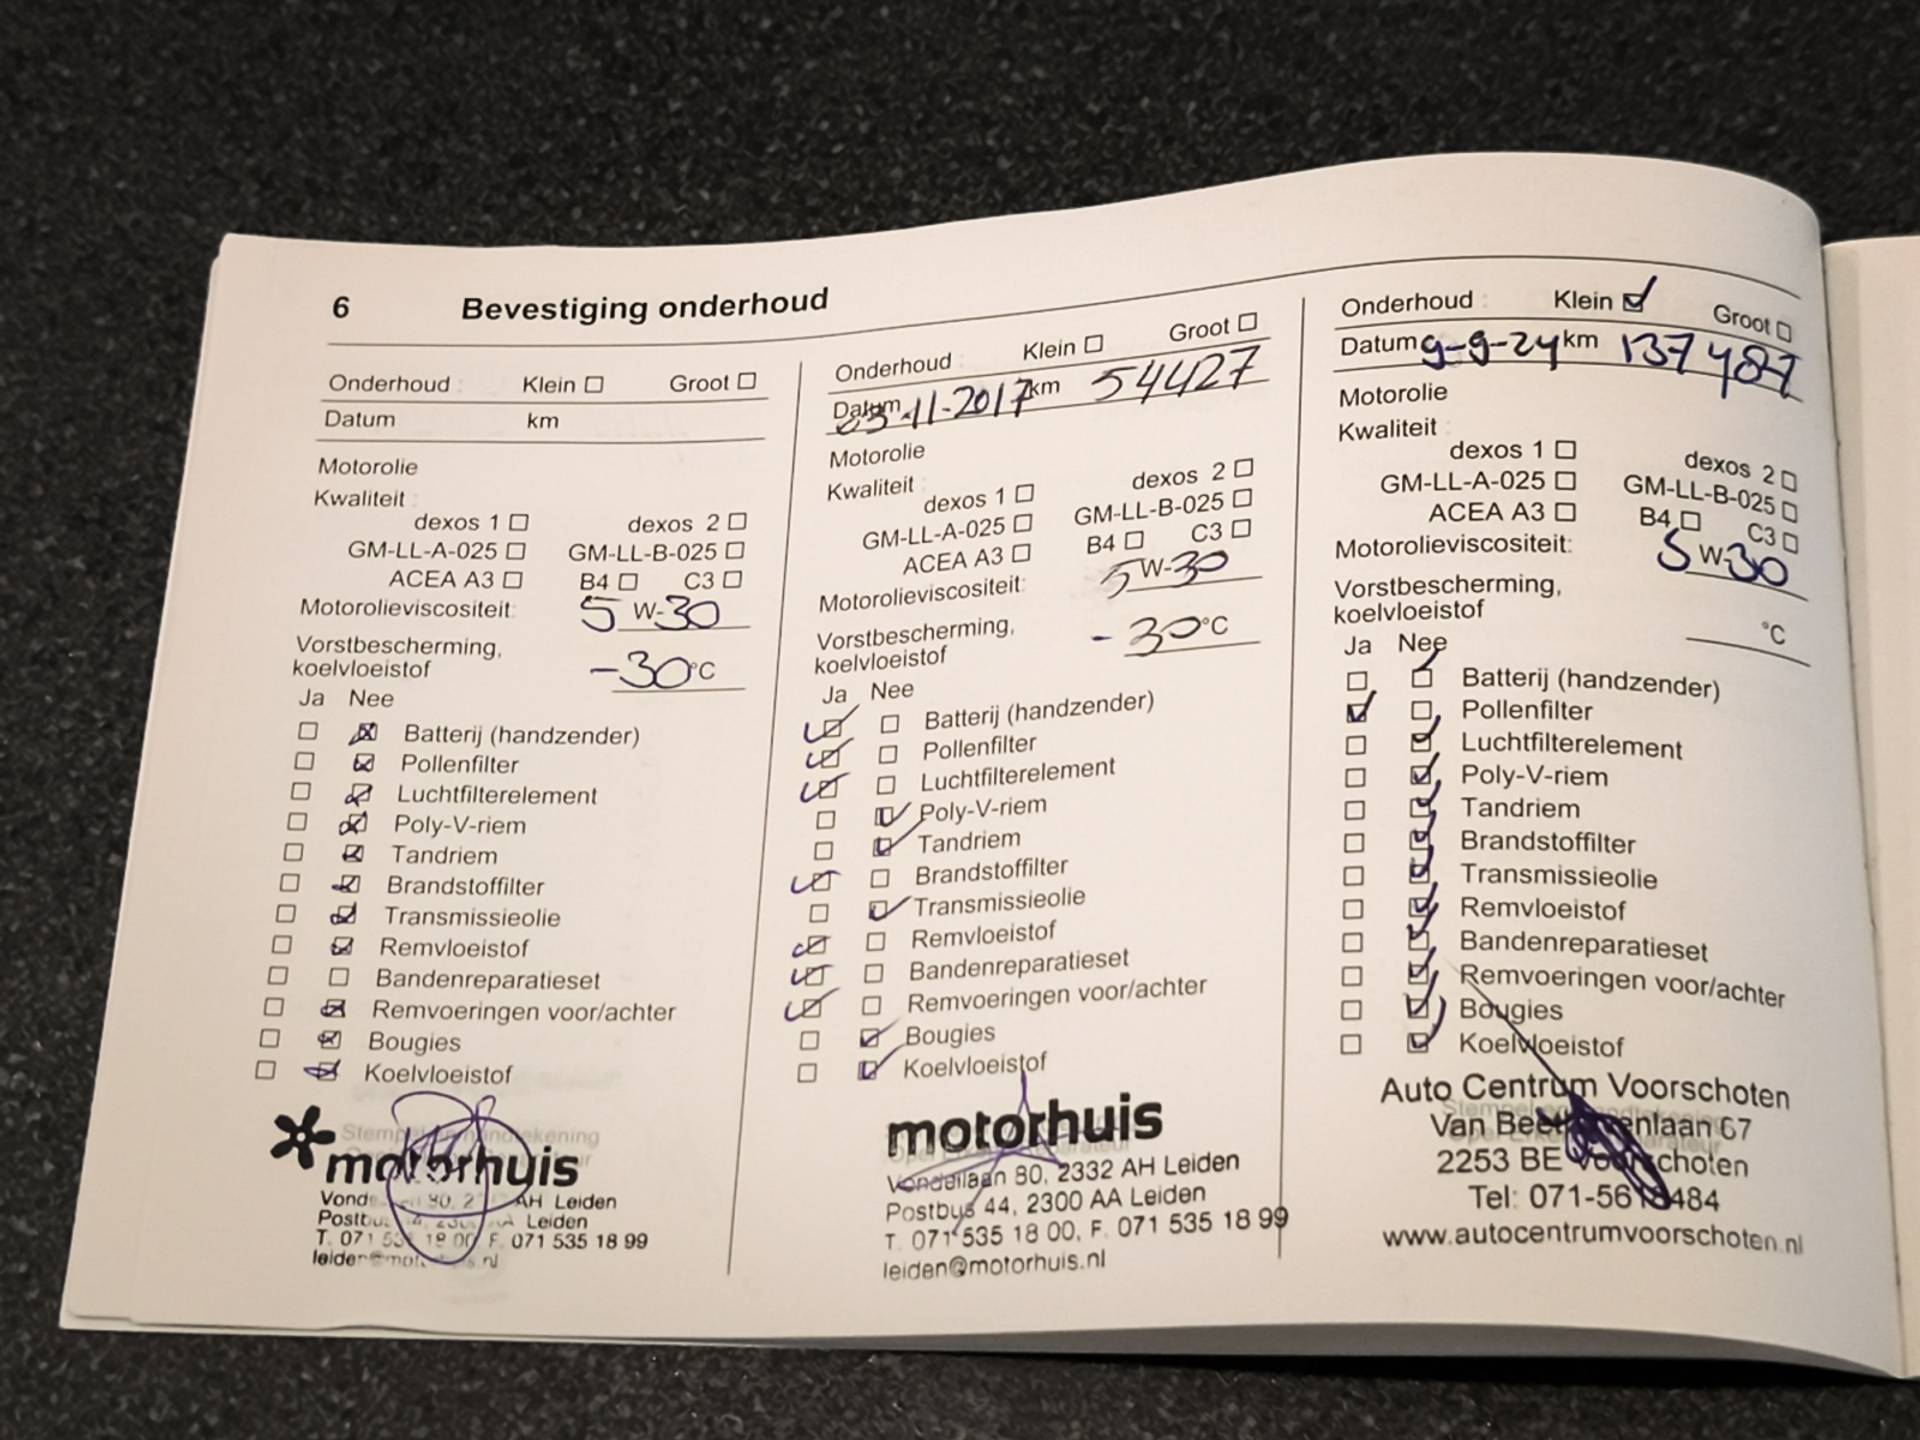 6 Bevestiging onderhoud
Onderhoud : Klein Groot
Datum km
Motorolie
Kwaliteit :
dexos 1 dexos 2
GM-LL-A-025 GM-LL-B-025
ACEA A3 B4 C3
Motorolieviscositeit: 5 W-30
Vorstbescherming,
koelvloeistof -30°C
Ja Nee
Batterij (handzender)
Pollenfilter
Luchtfilterelement
Poly-V-riem
Tandriem
Brandstoffilter
Transmissieolie
Remvloeistof
Bandenreparatieset
Remvoeringen voor/achter
Bougies
Koelvloeistof
motorhuis
AH Leiden
Leiden
F. 071 535 18 99
Onderhoud : Klein Groot
Datum 03-11-2017 km 54427
Motorolie
Kwaliteit :
dexos 1 dexos 2
GM-LL-A-025 GM-LL-B-025
ACEA A3 B4 C3
Motorolieviscositeit: 5 W-30
Vorstbescherming,
koelvloeistof -30°C
Ja Nee
Batterij (handzender)
Pollenfilter
Luchtfilterelement
Poly-V-riem
Tandriem
Brandstoffilter
Transmissieolie
Remvloeistof
Bandenreparatieset
Remvoeringen voor/achter
Bougies
Koelvloeistof
motorhuis
Vondellaan 80, 2332 AH Leiden
Postbus 44, 2300 AA Leiden
T. 071 535 18 00, F. 071 535 18 99
leiden@motorhuis.nl
Onderhoud : Klein Groot
Datum 9-9-24 km 137487
Motorolie
Kwaliteit :
dexos 1 dexos 2
GM-LL-A-025 GM-LL-B-025
ACEA A3 B4 C3
Motorolieviscositeit: 5 W-30
Vorstbescherming,
koelvloeistof °C
Ja Nee
Batterij (handzender)
Pollenfilter
Luchtfilterelement
Poly-V-riem
Tandriem
Brandstoffilter
Transmissieolie
Remvloeistof
Bandenreparatieset
Remvoeringen voor/achter
Bougies
Koelvloeistof
Auto Centrum Voorschoten
Van Beethovenlaan 67
2253 BE Voorschoten
Tel: 071-5618484
www.autocentrumvoorschoten.nl